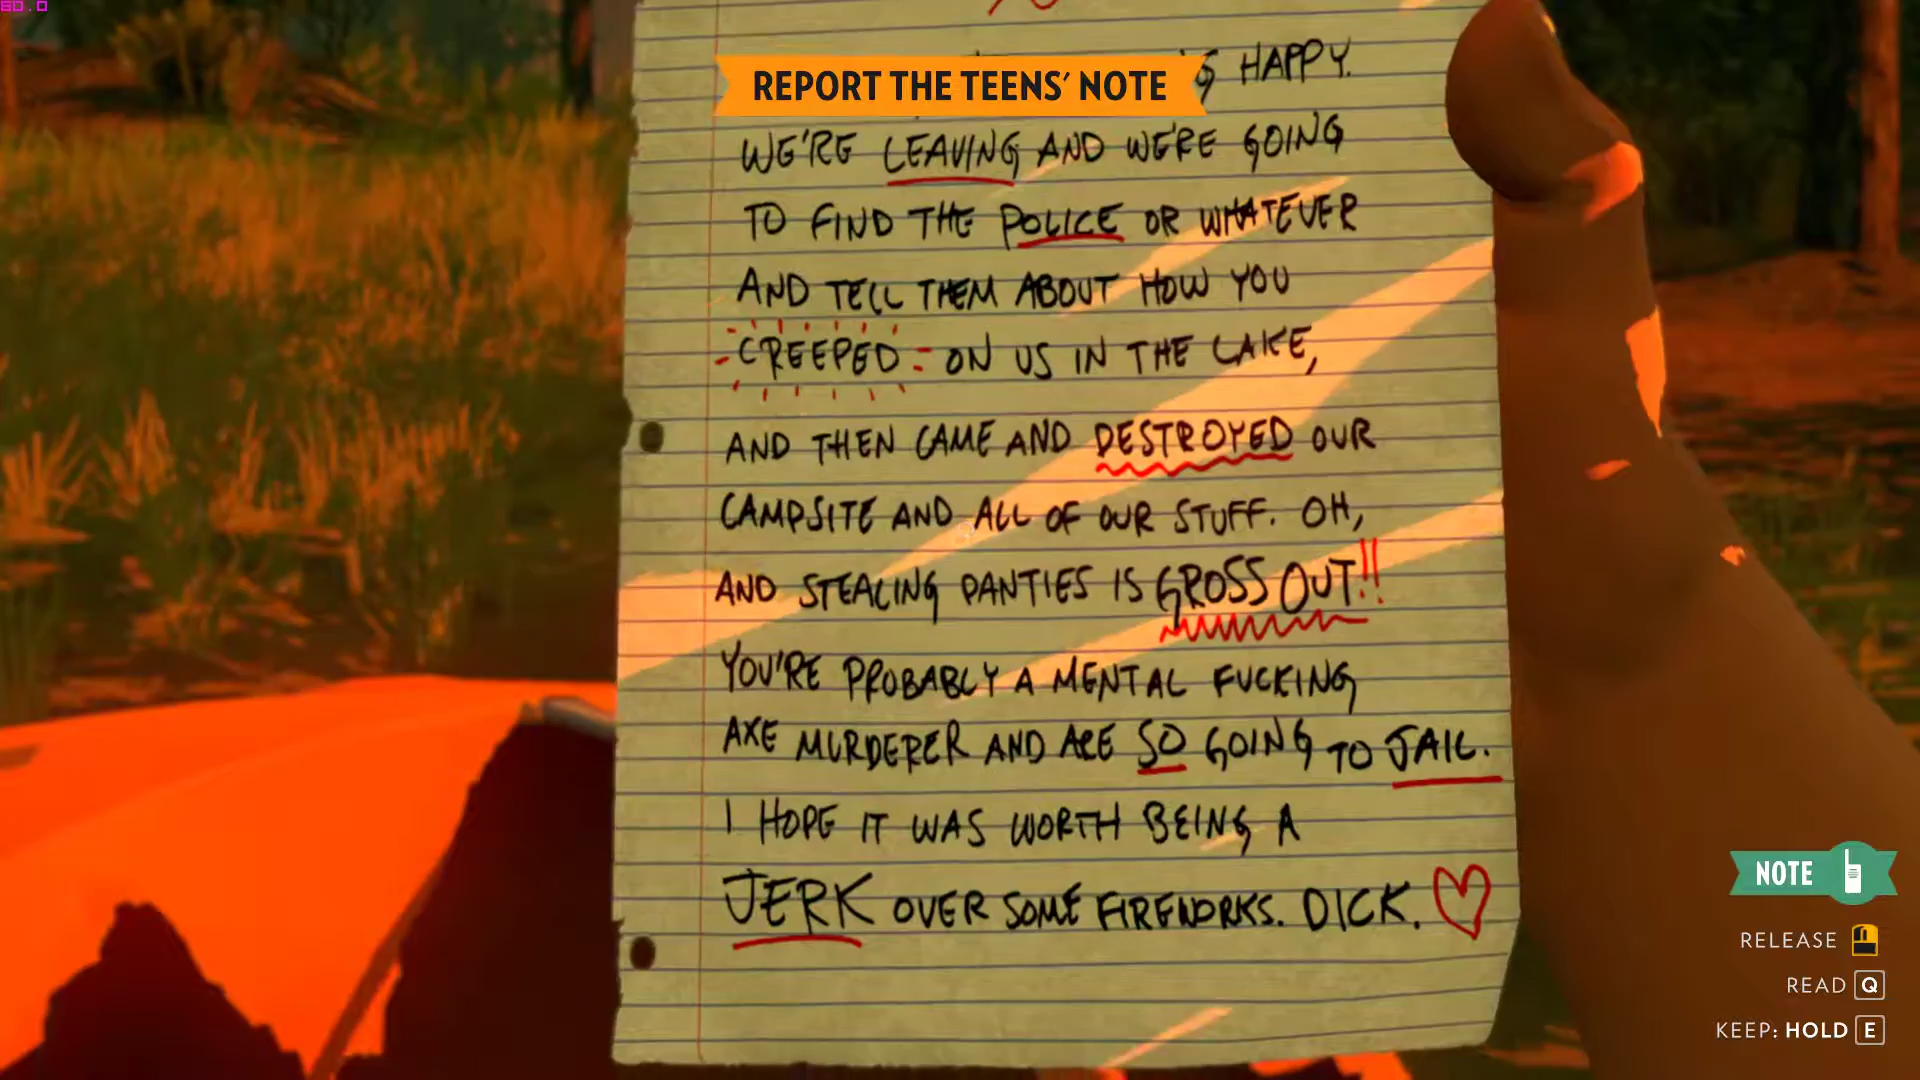 60.0
HAPPY.
REPORT THE TEENS' NOTE
WE'RE LEAVING AND WE'RE GOING
TO FIND THE POLICE OR WHATEVER
AND TELL THEM ABOUT HOW YOU
CREEPED ON US IN THE LAKE,
AND THEN CAME AND DESTROYED OUR
CAMPSITE AND ALL OF OUR STUFF. OH,
AND STEALING PANTIES IS GROSS OUT!!
YOU'RE PROBABLY A MENTAL FUCKING
AXE MURDERER AND ARE SO GOING TO JAIL.
I HOPE IT WAS WORTH BEING A
JERK OVER SOME FIREWORKS. DICK.
NOTE
RELEASE
READ Q
KEEP: HOLD E